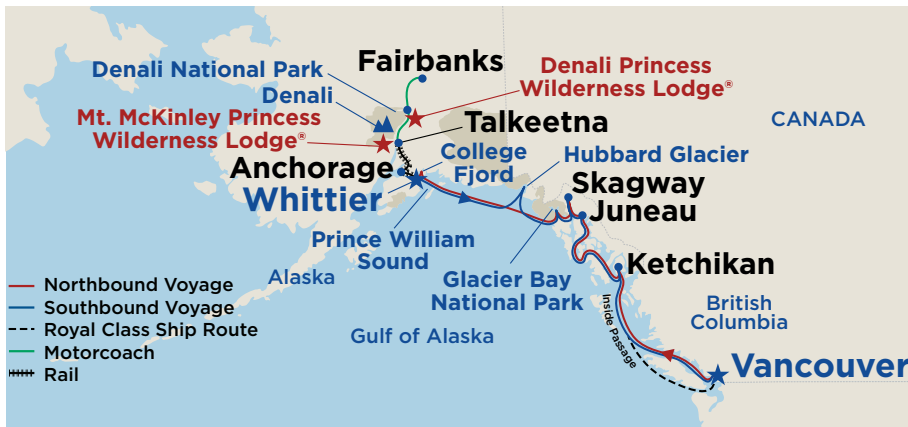 Fairbanks
Denali National Park
Denali
Denali Princess
Wilderness Lodge®
Mt. McKinley Princess
Wilderness Lodge®
Talkeetna
CANADA
Anchorage
College
Fjord
Hubbard Glacier
Whittier
Skagway
Juneau
Prince William
Sound
Glacier Bay
National Park
Ketchikan
Alaska
Gulf of Alaska
Inside Passage
British
Columbia
Vancouver
Northbound Voyage
Southbound Voyage
Royal Class Ship Route
Motorcoach
Rail